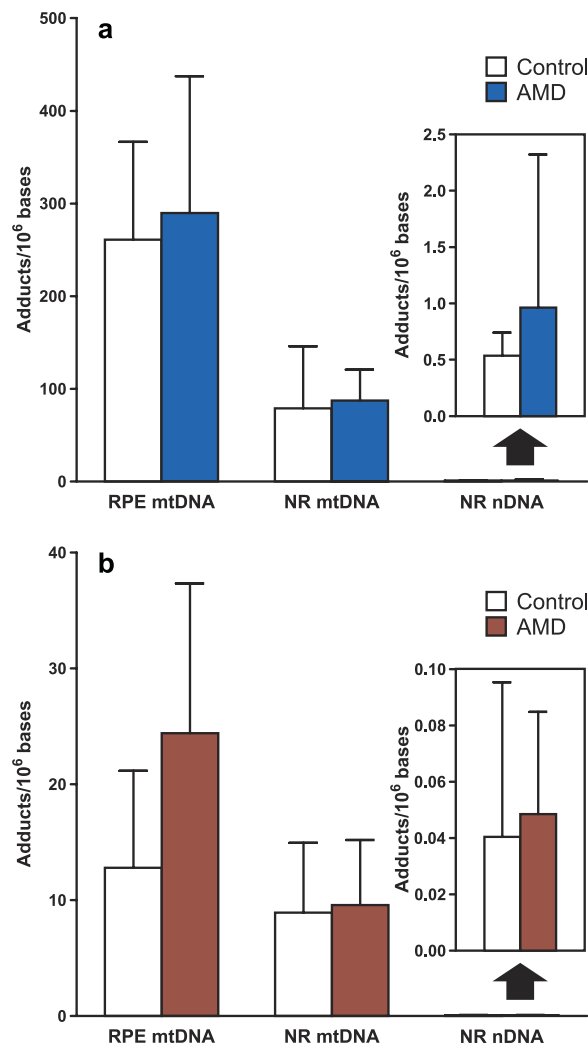 a
Control
AMD
Adducts/10⁶ bases
500
400
300
200
100
0
Adducts/10⁶ bases
2.5
2.0
1.5
1.0
0.5
0.0
RPE mtDNA NR mtDNA NR nDNA
b
Control
AMD
Adducts/10⁶ bases
40
30
20
10
0
Adducts/10⁶ bases
0.10
0.08
0.06
0.04
0.02
0.00
RPE mtDNA NR mtDNA NR nDNA